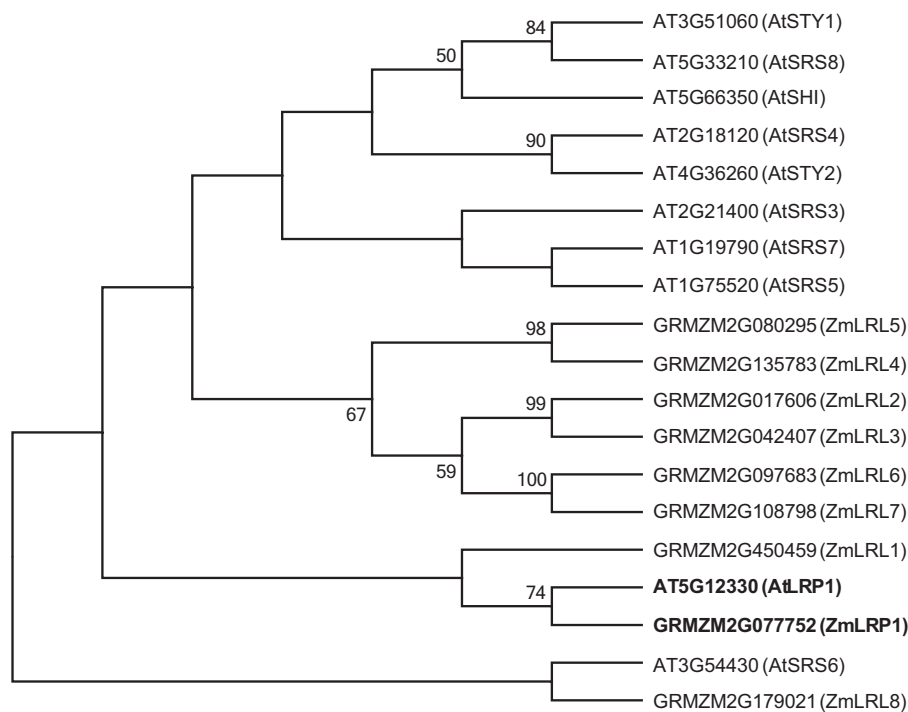 84
AT3G51060 (AtSTY1)
50
AT5G33210 (AtSRS8)
AT5G66350 (AtSHI)
90
AT2G18120 (AtSRS4)
AT4G36260 (AtSTY2)
AT2G21400 (AtSRS3)
AT1G19790 (AtSRS7)
AT1G75520 (AtSRS5)
98
GRMZM2G080295 (ZmLRL5)
GRMZM2G135783 (ZmLRL4)
67
99
GRMZM2G017606 (ZmLRL2)
GRMZM2G042407 (ZmLRL3)
59
100
GRMZM2G097683 (ZmLRL6)
GRMZM2G108798 (ZmLRL7)
GRMZM2G450459 (ZmLRL1)
74
AT5G12330 (AtLRP1)
GRMZM2G077752 (ZmLRP1)
AT3G54430 (AtSRS6)
GRMZM2G179021 (ZmLRL8)